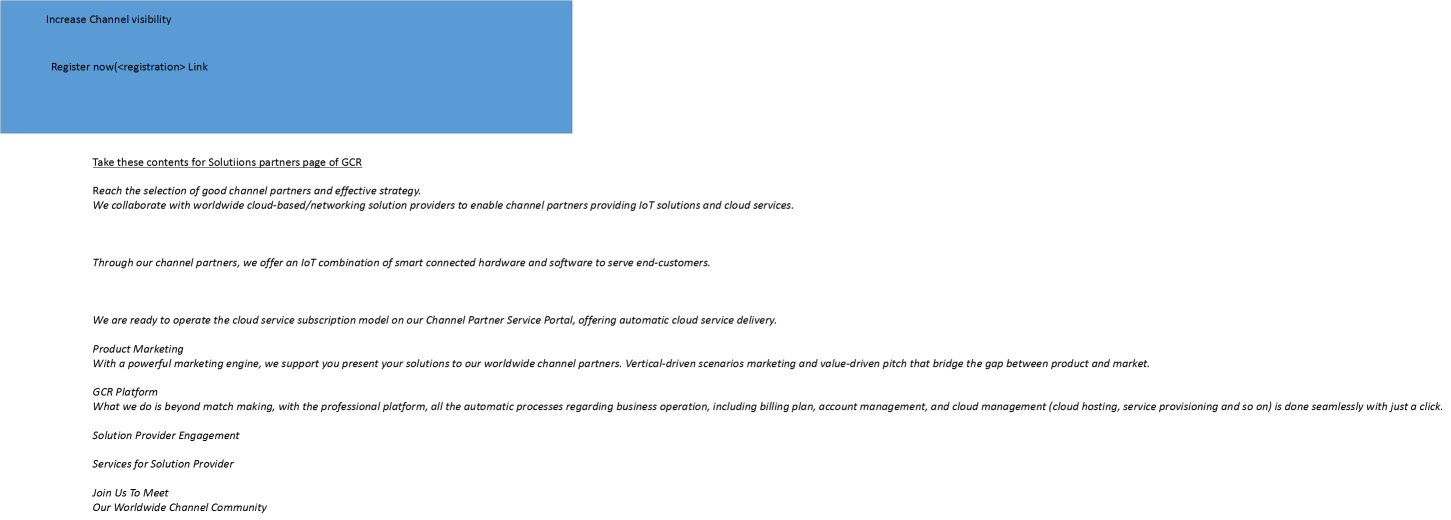 Increase Channel visibility
Register now(<registration> Link
Take these contents for Solutiions partners page of GCR
Reach the selection of good channel partners and effective strategy.
We collaborate with worldwide cloud-based/networking solution providers to enable channel partners providing IoT solutions and cloud services.
Through our channel partners, we offer an IoT combination of smart connected hardware and software to serve end-customers.
We are ready to operate the cloud service subscription model on our Channel Partner Service Portal, offering automatic cloud service delivery.
Product Marketing
With a powerful marketing engine, we support you present your solutions to our worldwide channel partners. Vertical-driven scenarios marketing and value-driven pitch that bridge the gap between product and market.
GCR Platform
What we do is beyond match making, with the professional platform, all the automatic processes regarding business operation, including billing plan, account management, and cloud management (cloud hosting, service provisioning and so on) is done seamlessly with just a click.
Solution Provider Engagement
Services for Solution Provider
Join Us To Meet
Our Worldwide Channel Community